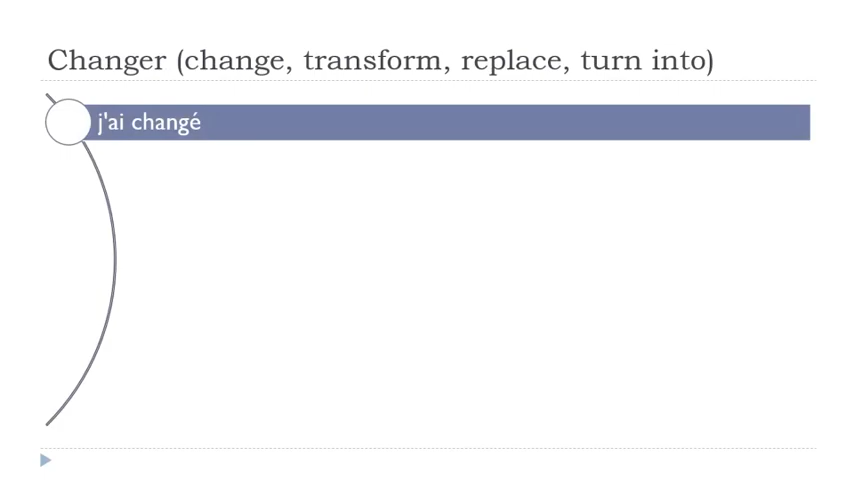 Changer (change, transform, replace, turn into)
j'ai changé